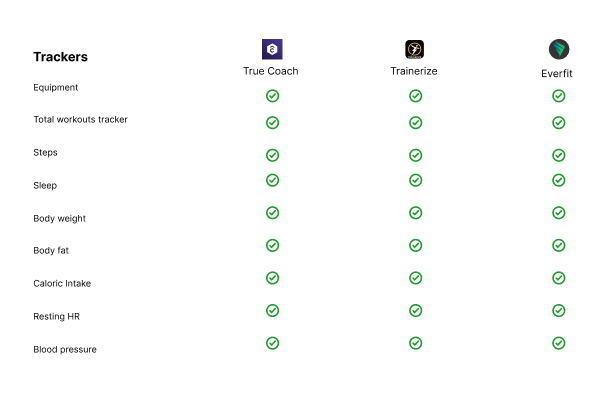 Trackers
True Coach
Trainerize
Everfit
Equipment
Total workouts tracker
Steps
Sleep
Body weight
Body fat
Caloric Intake
Resting HR
Blood pressure